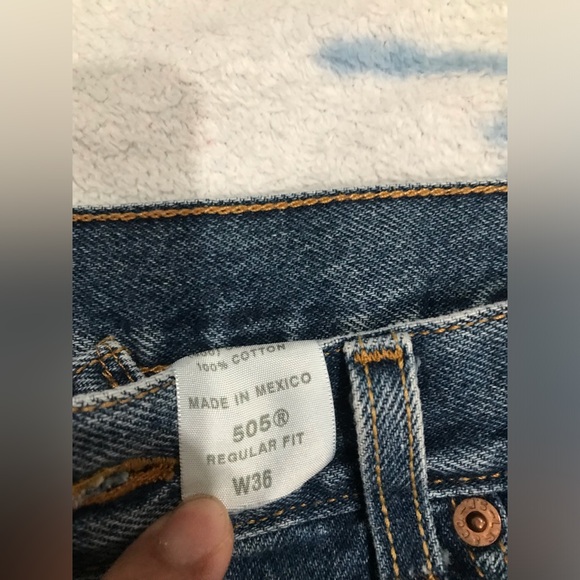 100% COTTON
MADE IN MEXICO
505®
REGULAR FIT
W36